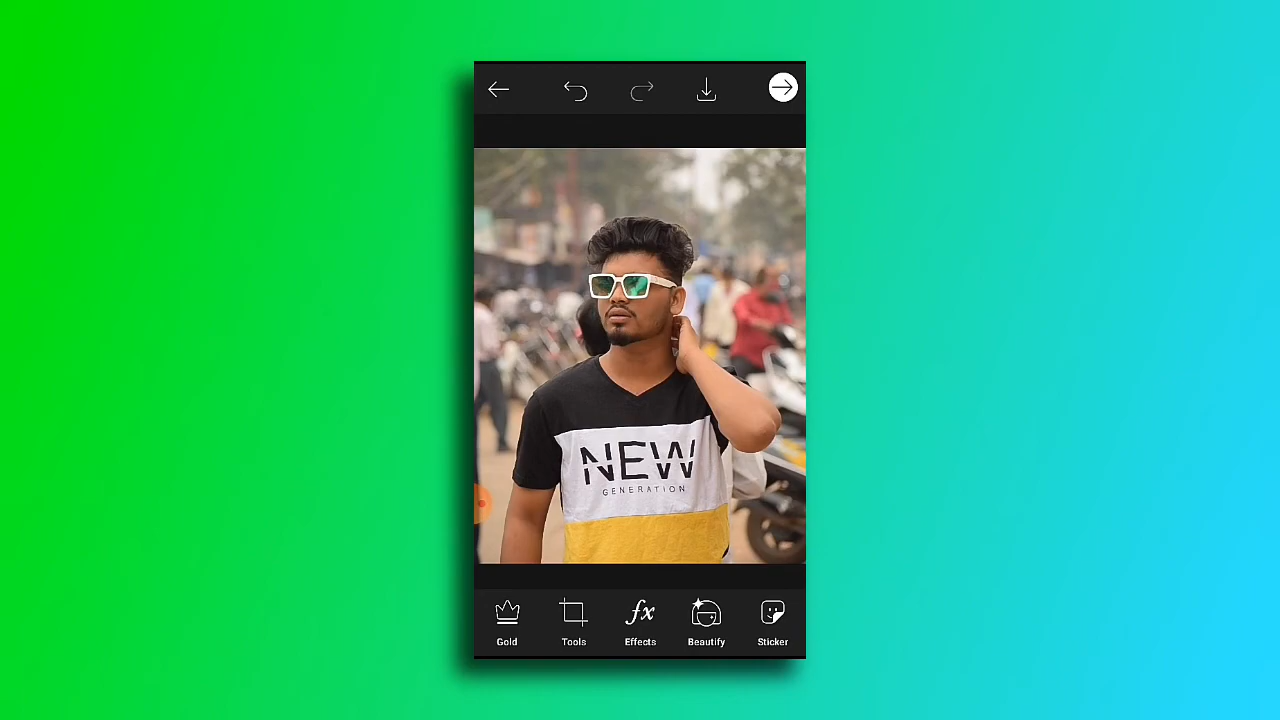 NEW
GENERATION
Gold
Tools
fx
Effects
Beautify
Sticker